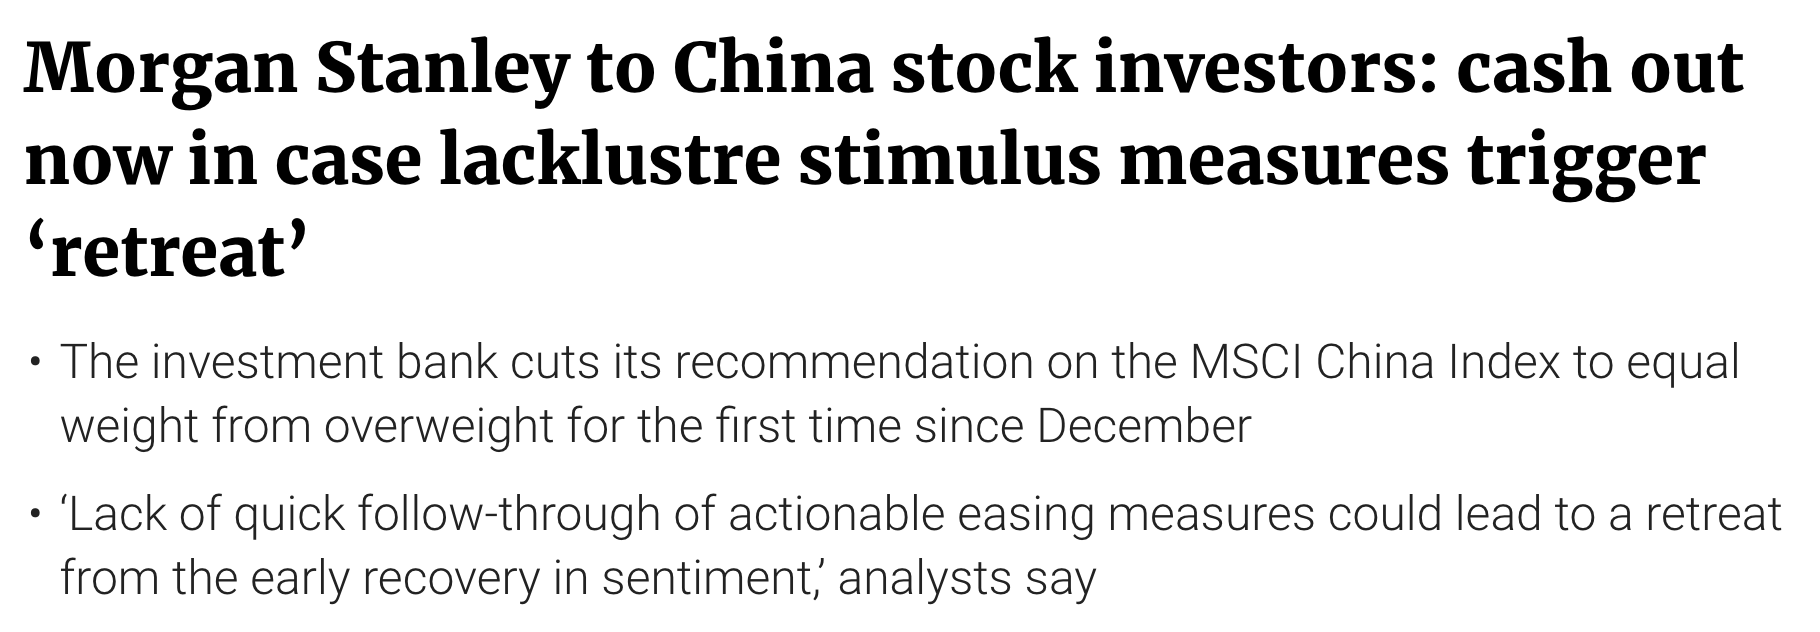 Morgan Stanley to China stock investors: cash out
now in case lacklustre stimulus measures trigger
‘retreat’
• The investment bank cuts its recommendation on the MSCI China Index to equal
weight from overweight for the first time since December
• ‘Lack of quick follow-through of actionable easing measures could lead to a retreat
from the early recovery in sentiment,’ analysts say